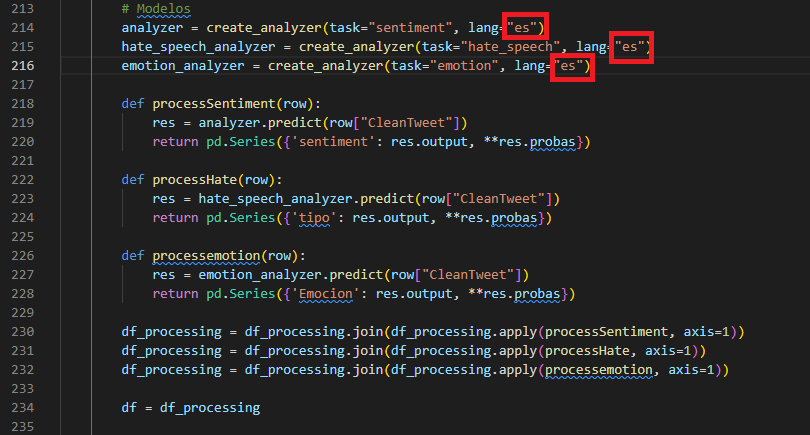 213
# Modelos
214 analyzer = create_analyzer(task="sentiment", lang="es")
215 hate_speech_analyzer = create_analyzer(task="hate_speech", lang="es")
216 emotion_analyzer = create_analyzer(task="emotion", lang="es")
217
218 def processSentiment(row):
219 res = analyzer.predict(row["CleanTweet"])
220 return pd.Series({'sentiment': res.output, **res.probas})
221
222 def processHate(row):
223 res = hate_speech_analyzer.predict(row["CleanTweet"])
224 return pd.Series({'tipo': res.output, **res.probas})
225
226 def processemotion(row):
227 res = emotion_analyzer.predict(row["CleanTweet"])
228 return pd.Series({'Emocion': res.output, **res.probas})
229
230 df_processing = df_processing.join(df_processing.apply(processSentiment, axis=1))
231 df_processing = df_processing.join(df_processing.apply(processHate, axis=1))
232 df_processing = df_processing.join(df_processing.apply(processemotion, axis=1))
233
234 df = df_processing
235